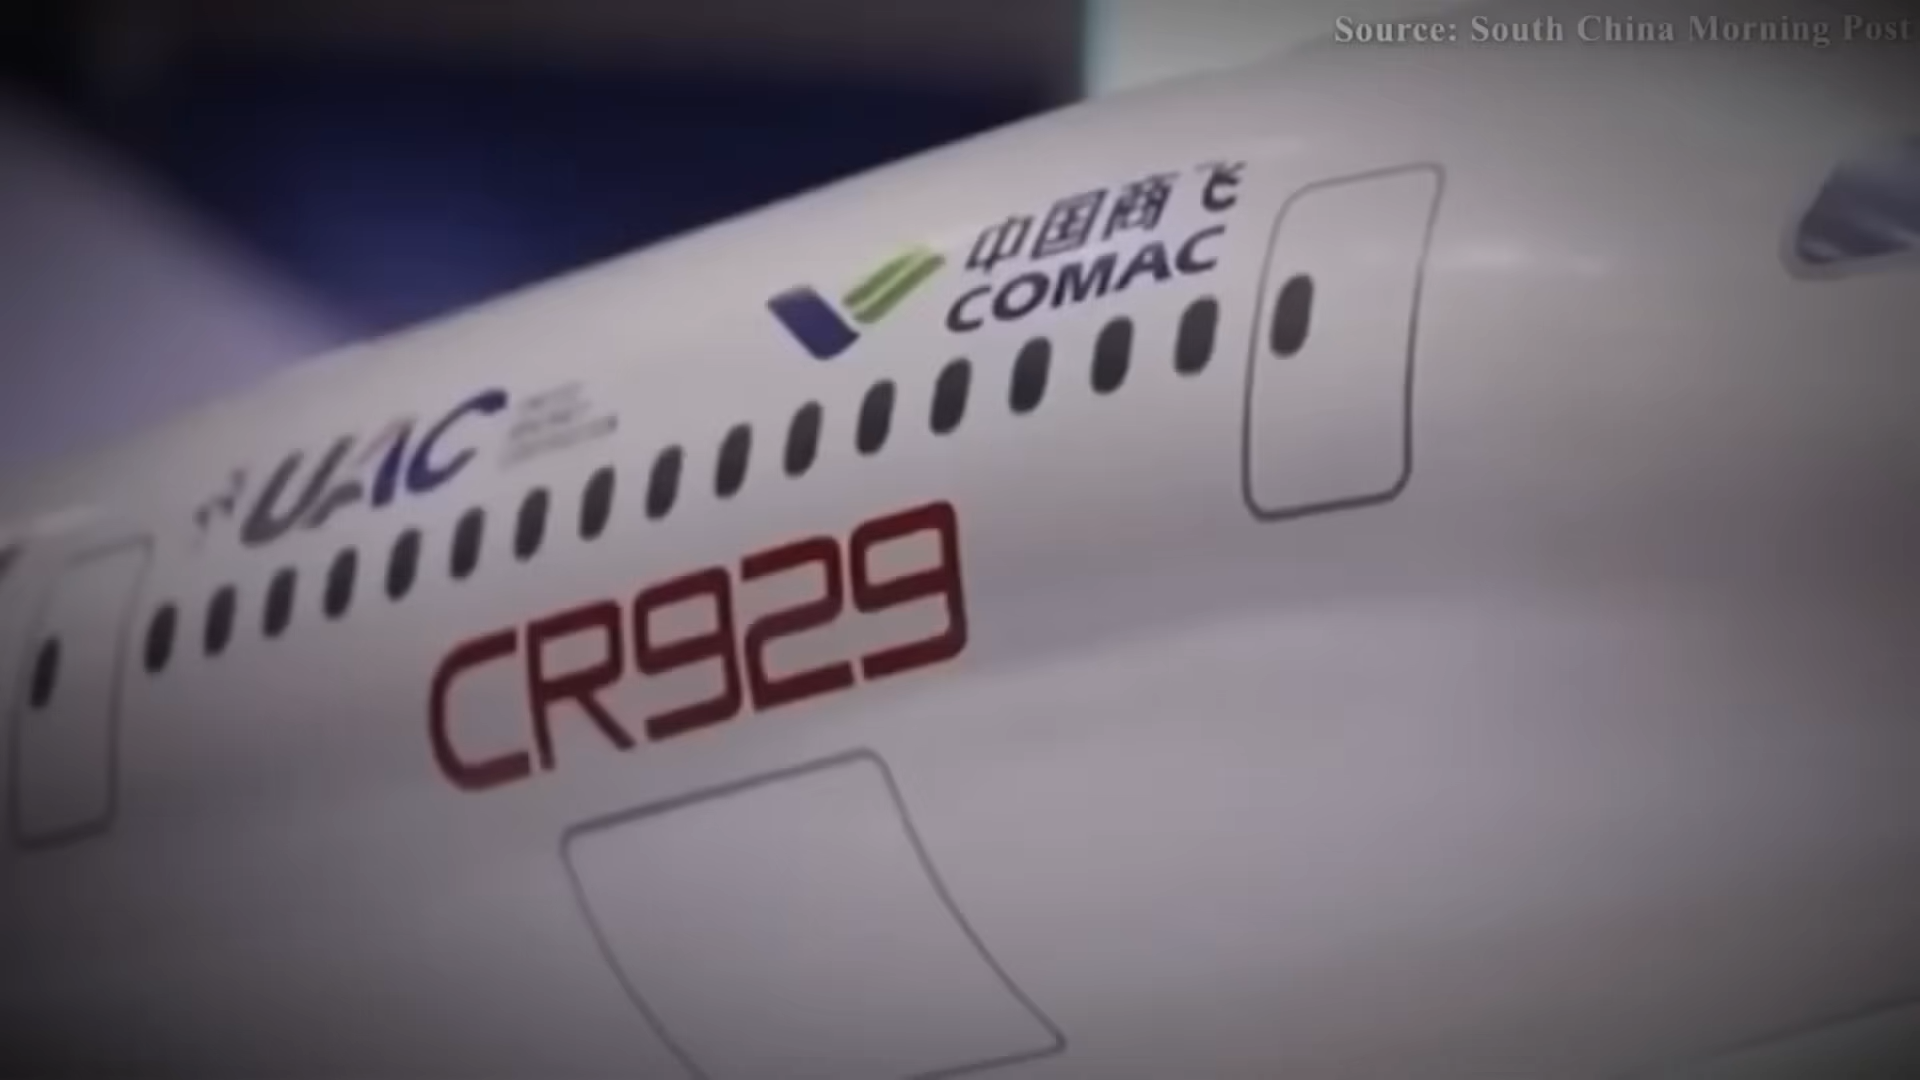 Source: South China Morning Post
中国商飞
COMAC
UAC
CR929